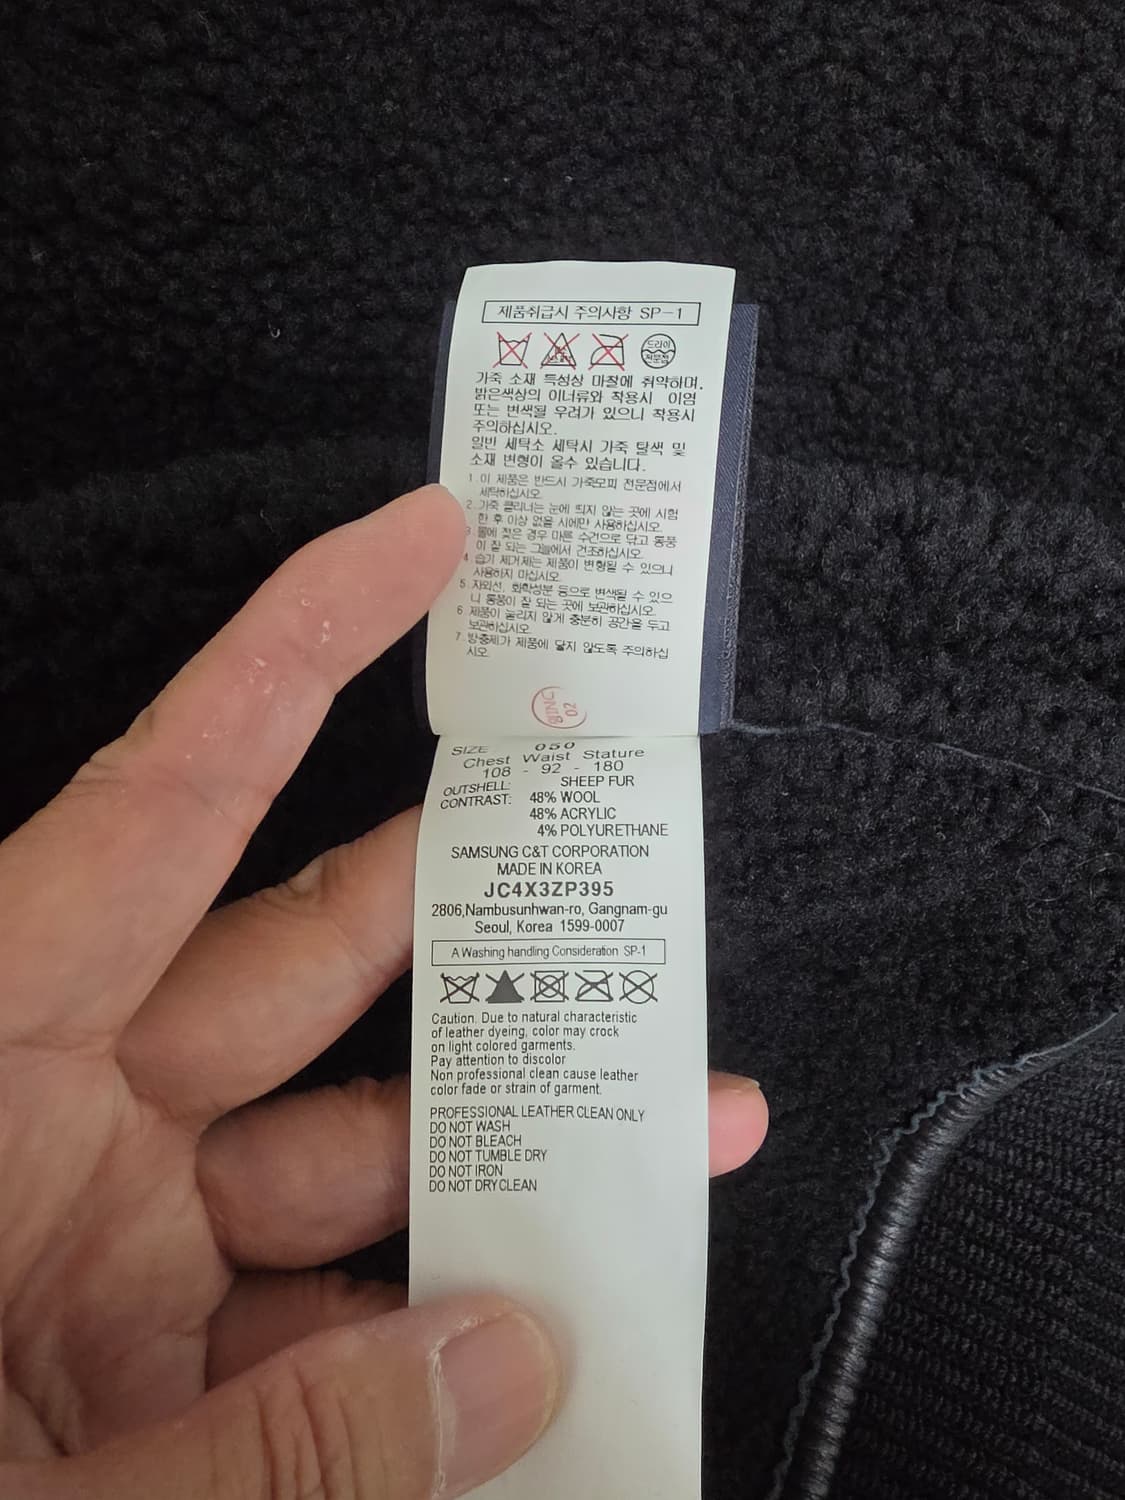 제품취급시 주의사항 SP-1
드라이
전문점
가죽 소재 특성상 마찰에 취약하며,
밝은색상의 이너류와 착용시 이염
또는 변색될 우려가 있으니 착용시
주의하십시오.
일반 세탁소 세탁시 가죽 탈색 및
소재 변형이 올수 있습니다.
1. 이 제품은 반드시 가죽모피 전문점에서
세탁하십시오.
2. 가죽 클리너는 눈에 띄지 않는 곳에 시험
한 후 이상 없을 시에만 사용하십시오.
3. 물에 젖은 경우 마른 수건으로 닦고 통풍
이 잘 되는 그늘에서 건조하십시오.
4. 습기 제거제는 제품이 변형될 수 있으니
사용하지 마십시오.
5. 자외선, 화학성분 등으로 변색될 수 있으
니 통풍이 잘 되는 곳에 보관하십시오.
6. 제품이 눌리지 않게 충분히 공간을 두고
보관하십시오.
7. 방충제가 제품에 닿지 않도록 주의하십
시오.
02
SIZE 050
Chest Waist Stature
108 - 92 - 180
OUTSHELL: SHEEP FUR
CONTRAST: 48% WOOL
48% ACRYLIC
4% POLYURETHANE
SAMSUNG C&T CORPORATION
MADE IN KOREA
JC4X3ZP395
2806,Nambusunhwan-ro, Gangnam-gu
Seoul, Korea 1599-0007
A Washing handling Consideration SP-1
Caution. Due to natural characteristic
of leather dyeing, color may crock
on light colored garments.
Pay attention to discolor
Non professional clean cause leather
color fade or strain of garment.
PROFESSIONAL LEATHER CLEAN ONLY
DO NOT WASH
DO NOT BLEACH
DO NOT TUMBLE DRY
DO NOT IRON
DO NOT DRYCLEAN